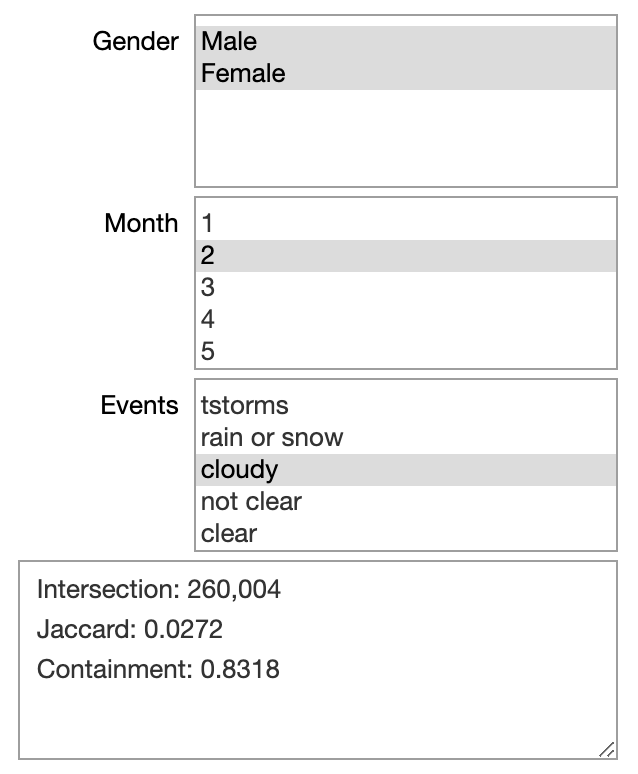 Gender
Male
Female
Month
1
2
3
4
5
Events
tstorms
rain or snow
cloudy
not clear
clear
Intersection: 260,004
Jaccard: 0.0272
Containment: 0.8318